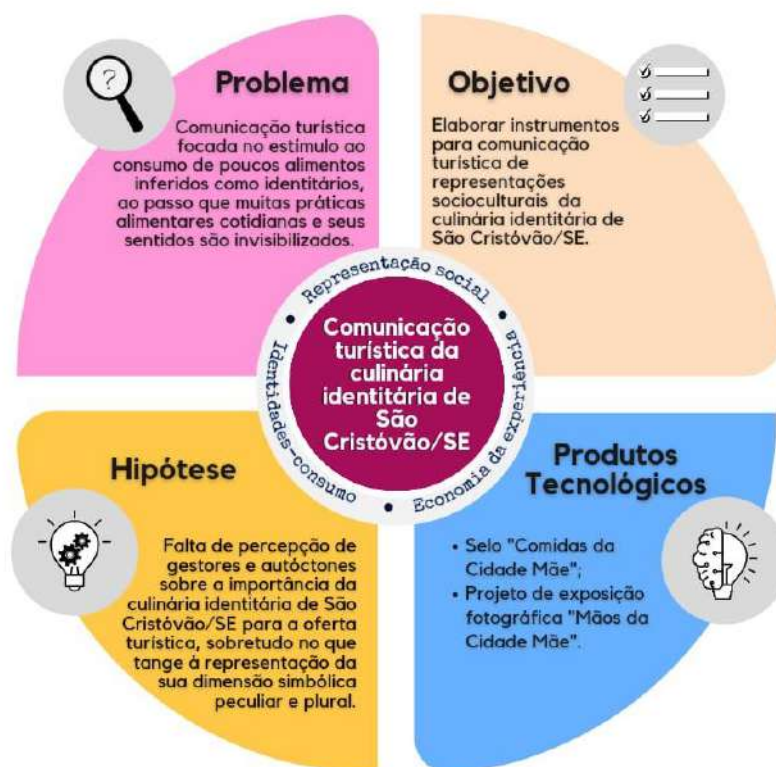 ?
Problema
Comunicação turística
focada no estímulo ao
consumo de poucos alimentos
inferidos como identitários,
ao passo que muitas práticas
alimentares cotidianas e seus
sentidos são invisibilizados.
Objetivo
Elaborar instrumentos
para comunicação
turística de
representações
socioculturais da
culinária identitária de
São Cristóvão/SE.
• Representação social •
Comunicação
turística da
culinária
identitária de
São
Cristóvão/SE
Identidades-consumo
• Economia da experiência
Hipótese
Falta de percepção de
gestores e autóctones
sobre a importância da
culinária identitária de São
Cristóvão/SE para a oferta
turística, sobretudo no que
tange à representação da
sua dimensão simbólica
peculiar e plural.
Produtos
Tecnológicos
• Selo "Comidas da
Cidade Mãe";
• Projeto de exposição
fotográfica "Mãos da
Cidade Mãe".